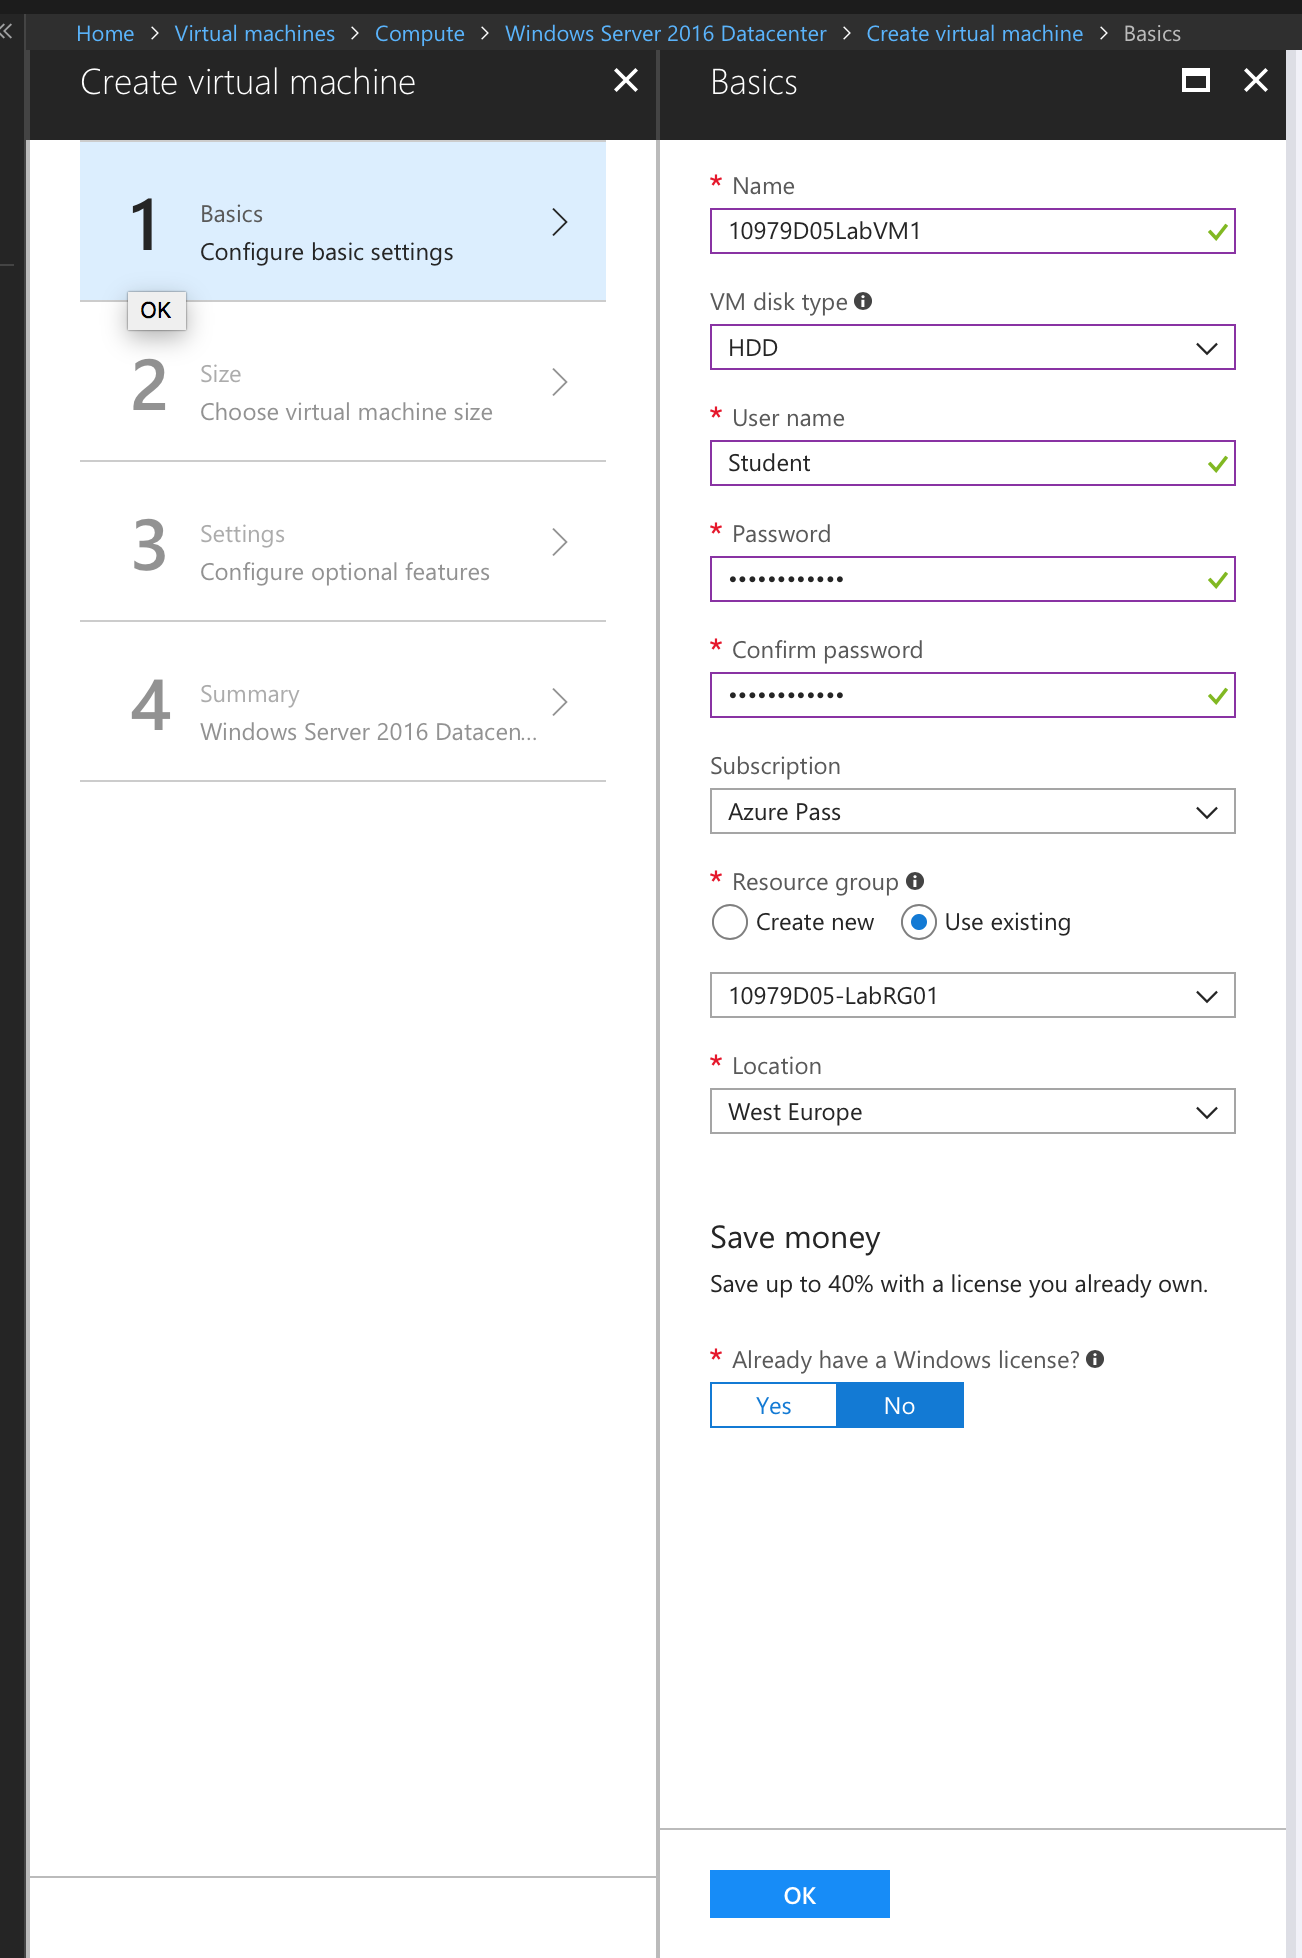 Home > Virtual machines > Compute > Windows Server 2016 Datacenter > Create virtual machine > Basics
Create virtual machine
1
Basics
Configure basic settings
OK
2
Size
Choose virtual machine size
3
Settings
Configure optional features
4
Summary
Windows Server 2016 Datacen...
Basics
* Name
10979D05LabVM1
VM disk type
HDD
* User name
Student
* Password
••••••••••••
* Confirm password
••••••••••••
Subscription
Azure Pass
* Resource group
Create new Use existing
10979D05-LabRG01
* Location
West Europe
Save money
Save up to 40% with a license you already own.
* Already have a Windows license?
Yes No
OK